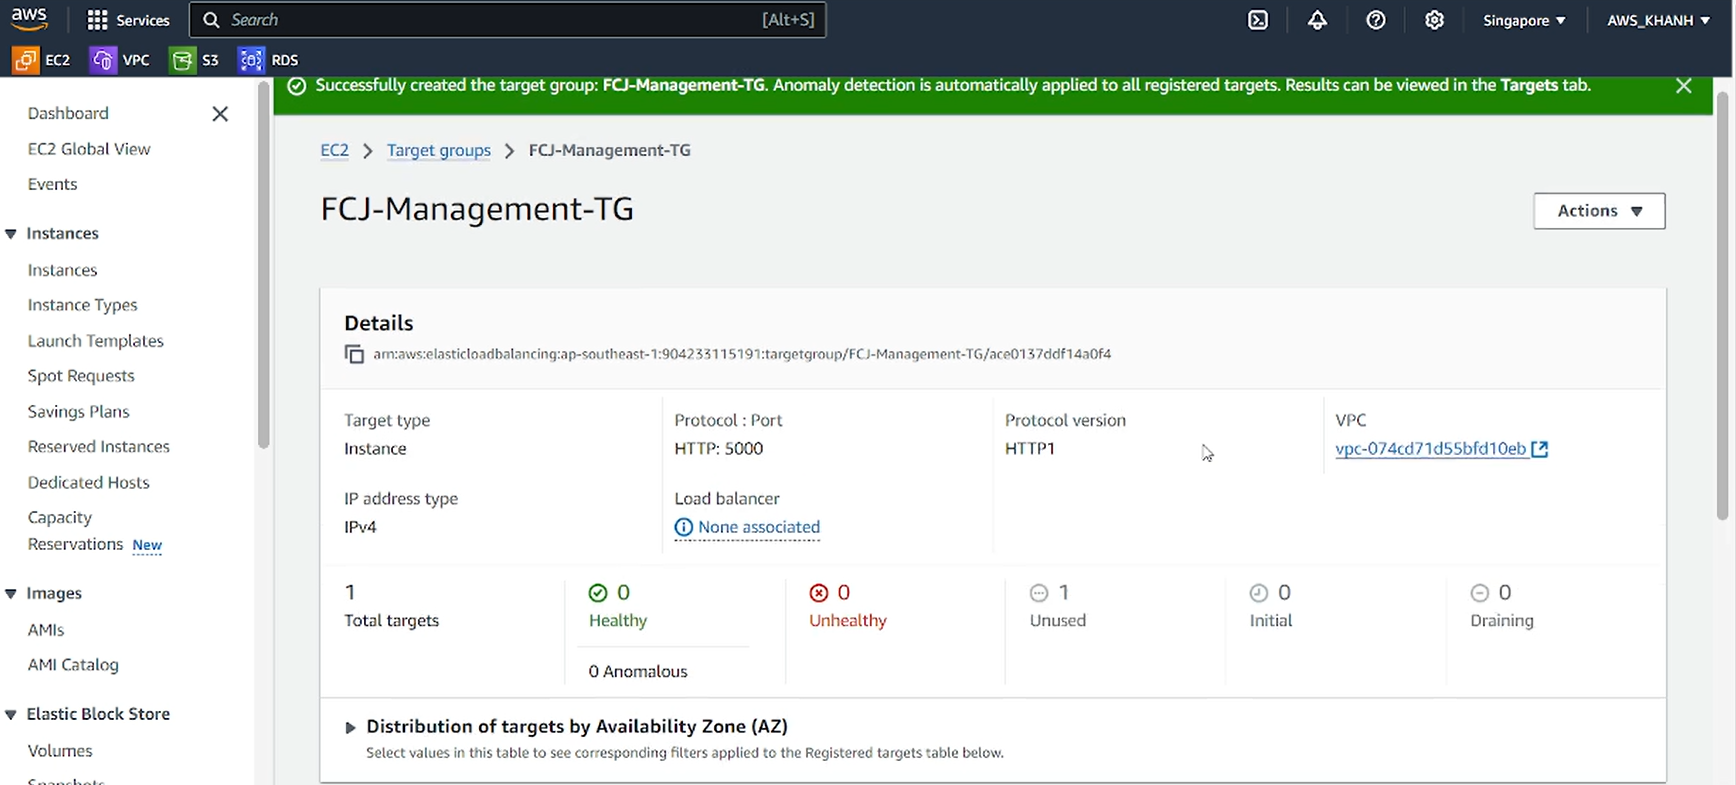 aws Services Search [Alt+S] Singapore AWS_KHANH
EC2 VPC S3 RDS
Successfully created the target group: FCJ-Management-TG. Anomaly detection is automatically applied to all registered targets. Results can be viewed in the Targets tab.
Dashboard
EC2 Global View
Events
Instances
Instances
Instance Types
Launch Templates
Spot Requests
Savings Plans
Reserved Instances
Dedicated Hosts
Capacity
Reservations New
Images
AMIs
AMI Catalog
Elastic Block Store
Volumes
Snapshots
EC2 > Target groups > FCJ-Management-TG
FCJ-Management-TG
Actions
Details
arn:aws:elasticloadbalancing:ap-southeast-1:904233115191:targetgroup/FCJ-Management-TG/ace0137ddf14a0f4
Target type
Instance
Protocol : Port
HTTP: 5000
Protocol version
HTTP1
VPC
vpc-074cd71d55bfd10eb
IP address type
IPv4
Load balancer
None associated
1
Total targets
0
Healthy
0 Anomalous
0
Unhealthy
1
Unused
0
Initial
0
Draining
Distribution of targets by Availability Zone (AZ)
Select values in this table to see corresponding filters applied to the Registered targets table below.